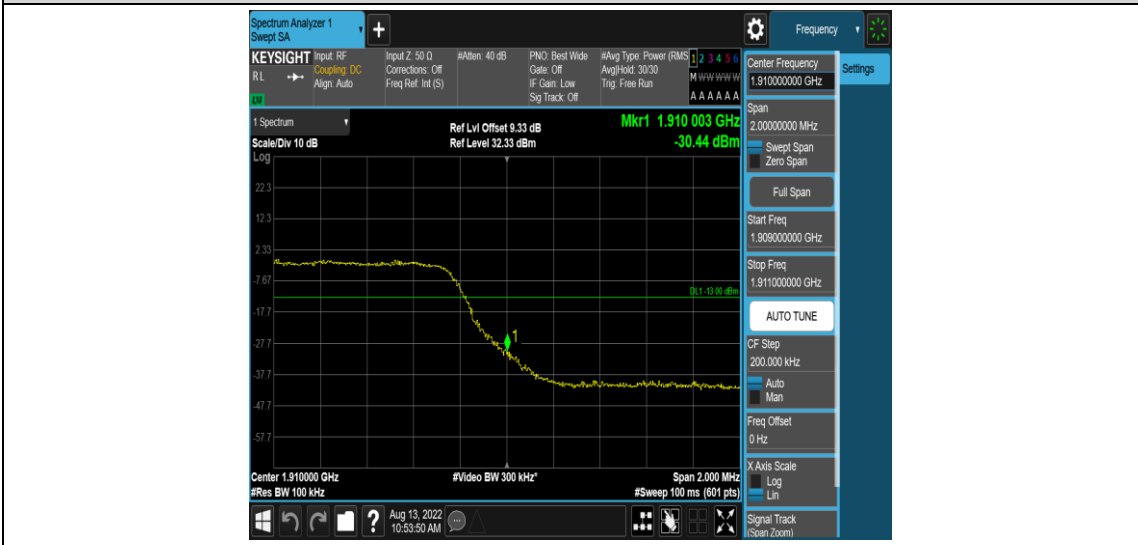 Spectrum Analyzer 1
Swept SA
+
Frequency
KEYSIGHT
RL
LXI
Input: RF
Coupling: DC
Align: Auto
Input Z: 50 Ω
Corrections: Off
Freq Ref: Int (S)
#Atten: 40 dB
PNO: Best Wide
Gate: Off
IF Gain: Low
Sig Track: Off
#Avg Type: Power (RMS
Avg|Hold: 30/30
Trig: Free Run
1 2 3 4 5 6
M W W W W W
A A A A A A
1 Spectrum
Scale/Div 10 dB
Log
Ref Lvl Offset 9.33 dB
Ref Level 32.33 dBm
Mkr1 1.910 003 GHz
-30.44 dBm
22.3
12.3
2.33
-7.67
DL1 -13.00 dBm
-17.7
1
-27.7
-37.7
-47.7
-57.7
Center 1.910000 GHz
#Video BW 300 kHz*
Span 2.000 MHz
#Res BW 100 kHz
#Sweep 100 ms (601 pts)
Aug 13, 2022
10:53:50 AM
?
Center Frequency
1.910000000 GHz
Settings
Span
2.00000000 MHz
Swept Span
Zero Span
Full Span
Start Freq
1.909000000 GHz
Stop Freq
1.911000000 GHz
AUTO TUNE
CF Step
200.000 kHz
Auto
Man
Freq Offset
0 Hz
X Axis Scale
Log
Lin
Signal Track
(Span Zoom)